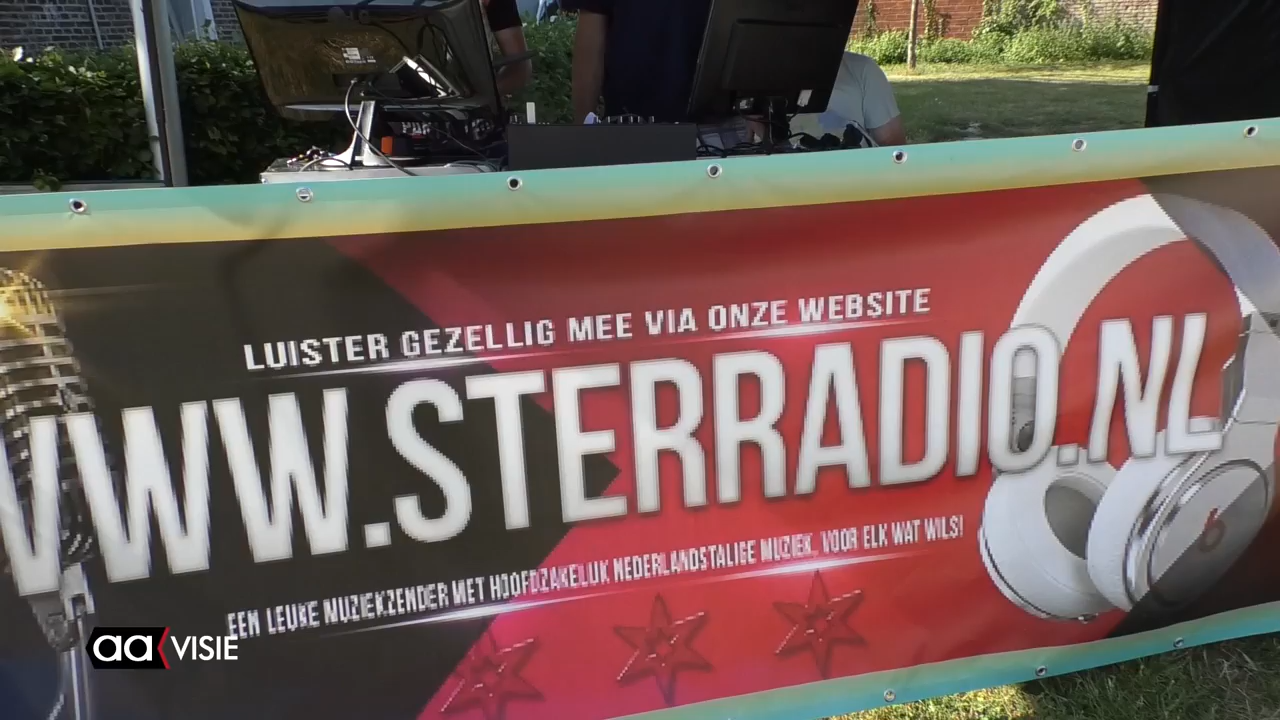 LUISTER GEZELLIG MEE VIA ONZE WEBSITE
WWW.STERRADIO.NL
EEN LEUKE MUZIEKZENDER MET HOOFDZAKELIJK NEDERLANDSTALIGE MUZIEK, VOOR ELK WAT WILS!
b
aa VISIE